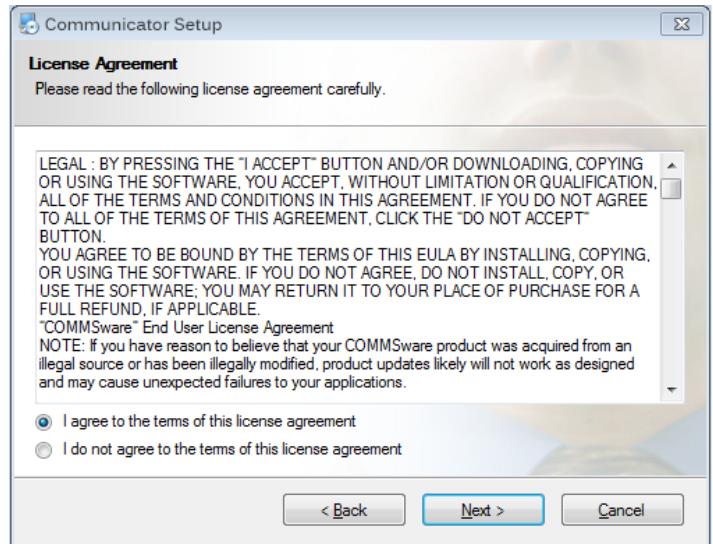 Communicator Setup
License Agreement
Please read the following license agreement carefully.
LEGAL : BY PRESSING THE "I ACCEPT" BUTTON AND/OR DOWNLOADING, COPYING
OR USING THE SOFTWARE, YOU ACCEPT, WITHOUT LIMITATION OR QUALIFICATION,
ALL OF THE TERMS AND CONDITIONS IN THIS AGREEMENT. IF YOU DO NOT AGREE
TO ALL OF THE TERMS OF THIS AGREEMENT, CLICK THE "DO NOT ACCEPT"
BUTTON.
YOU AGREE TO BE BOUND BY THE TERMS OF THIS EULA BY INSTALLING, COPYING,
OR USING THE SOFTWARE. IF YOU DO NOT AGREE, DO NOT INSTALL, COPY, OR
USE THE SOFTWARE; YOU MAY RETURN IT TO YOUR PLACE OF PURCHASE FOR A
FULL REFUND, IF APPLICABLE.
"COMMSware" End User License Agreement
NOTE: If you have reason to believe that your COMMSware product was acquired from an
illegal source or has been illegally modified, product updates likely will not work as designed
and may cause unexpected failures to your applications.
I agree to the terms of this license agreement
I do not agree to the terms of this license agreement
< Back Next > Cancel